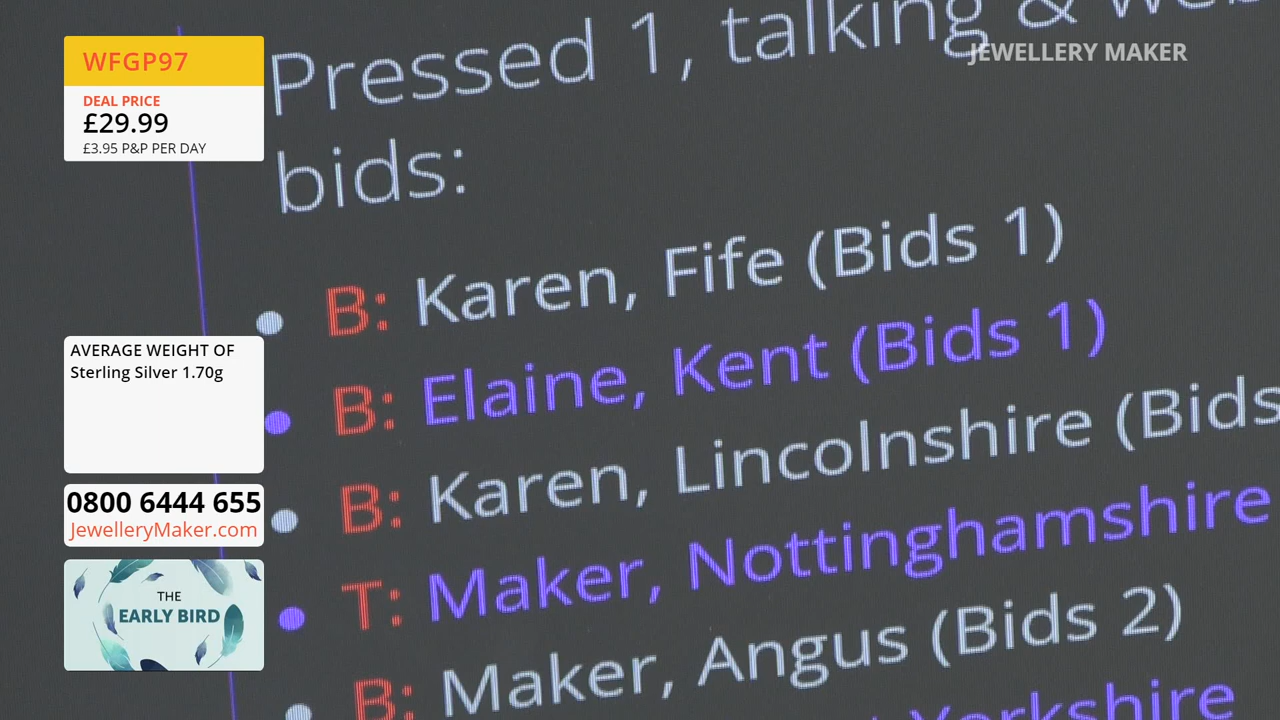 WFGP97
DEAL PRICE
£29.99
£3.95 P&P PER DAY
AVERAGE WEIGHT OF
Sterling Silver 1.70g
0800 6444 655
JewelleryMaker.com
THE
EARLY BIRD
JEWELLERY MAKER
Pressed 1, talking &
bids:
• B: Karen, Fife (Bids 1)
• B: Elaine, Kent (Bids 1)
• B: Karen, Lincolnshire (Bids
• T: Maker, Nottinghamshire
• B: Maker, Angus (Bids 2)
Yorkshire